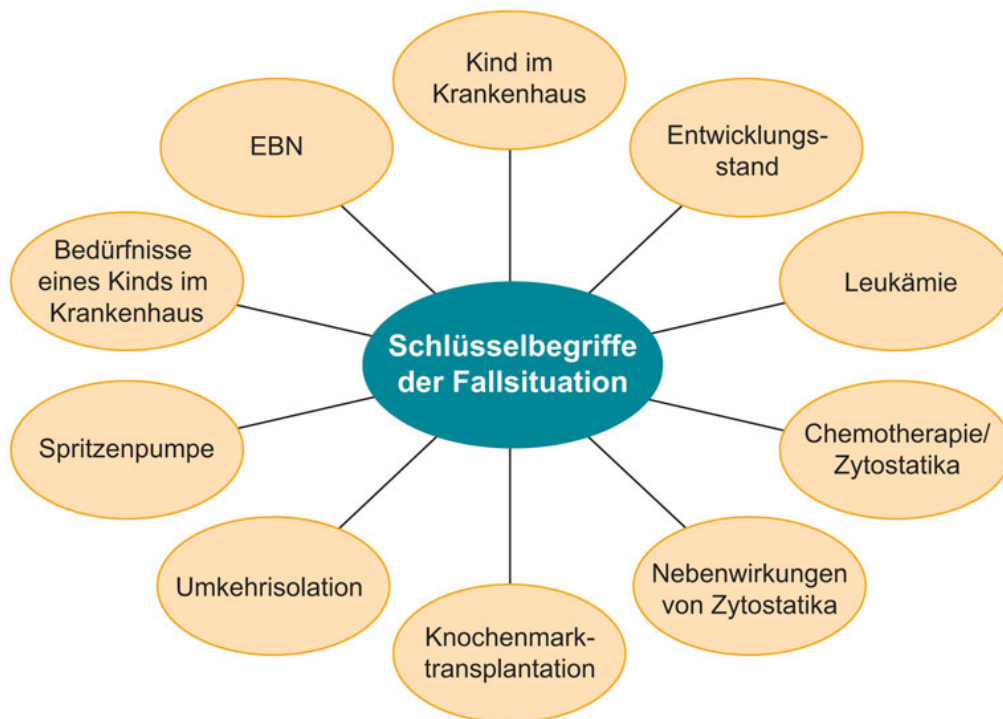 Kind im
Krankenhaus
Entwicklungs-
stand
Leukämie
Chemotherapie/
Zytostatika
Nebenwirkungen
von Zytostatika
Knochenmark-
transplantation
Umkehrisolation
Spritzenpumpe
Bedürfnisse
eines Kinds im
Krankenhaus
EBN
Schlüsselbegriffe
der Fallsituation